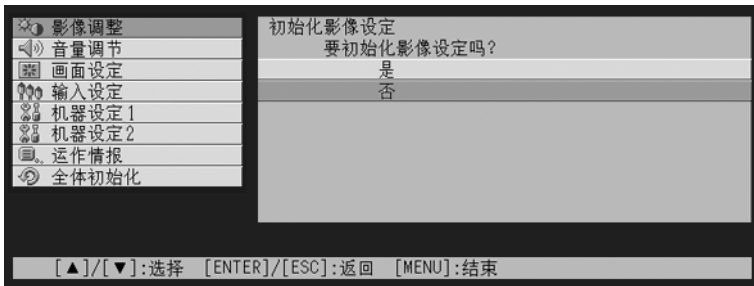 影像调整
音量调节
画面设定
输入设定
机器设定1
机器设定2
运作情报
全体初始化
初始化影像设定
要初始化影像设定吗?
是
否
[▲]/[▼]:选择 [ENTER]/[ESC]:返回 [MENU]:结束